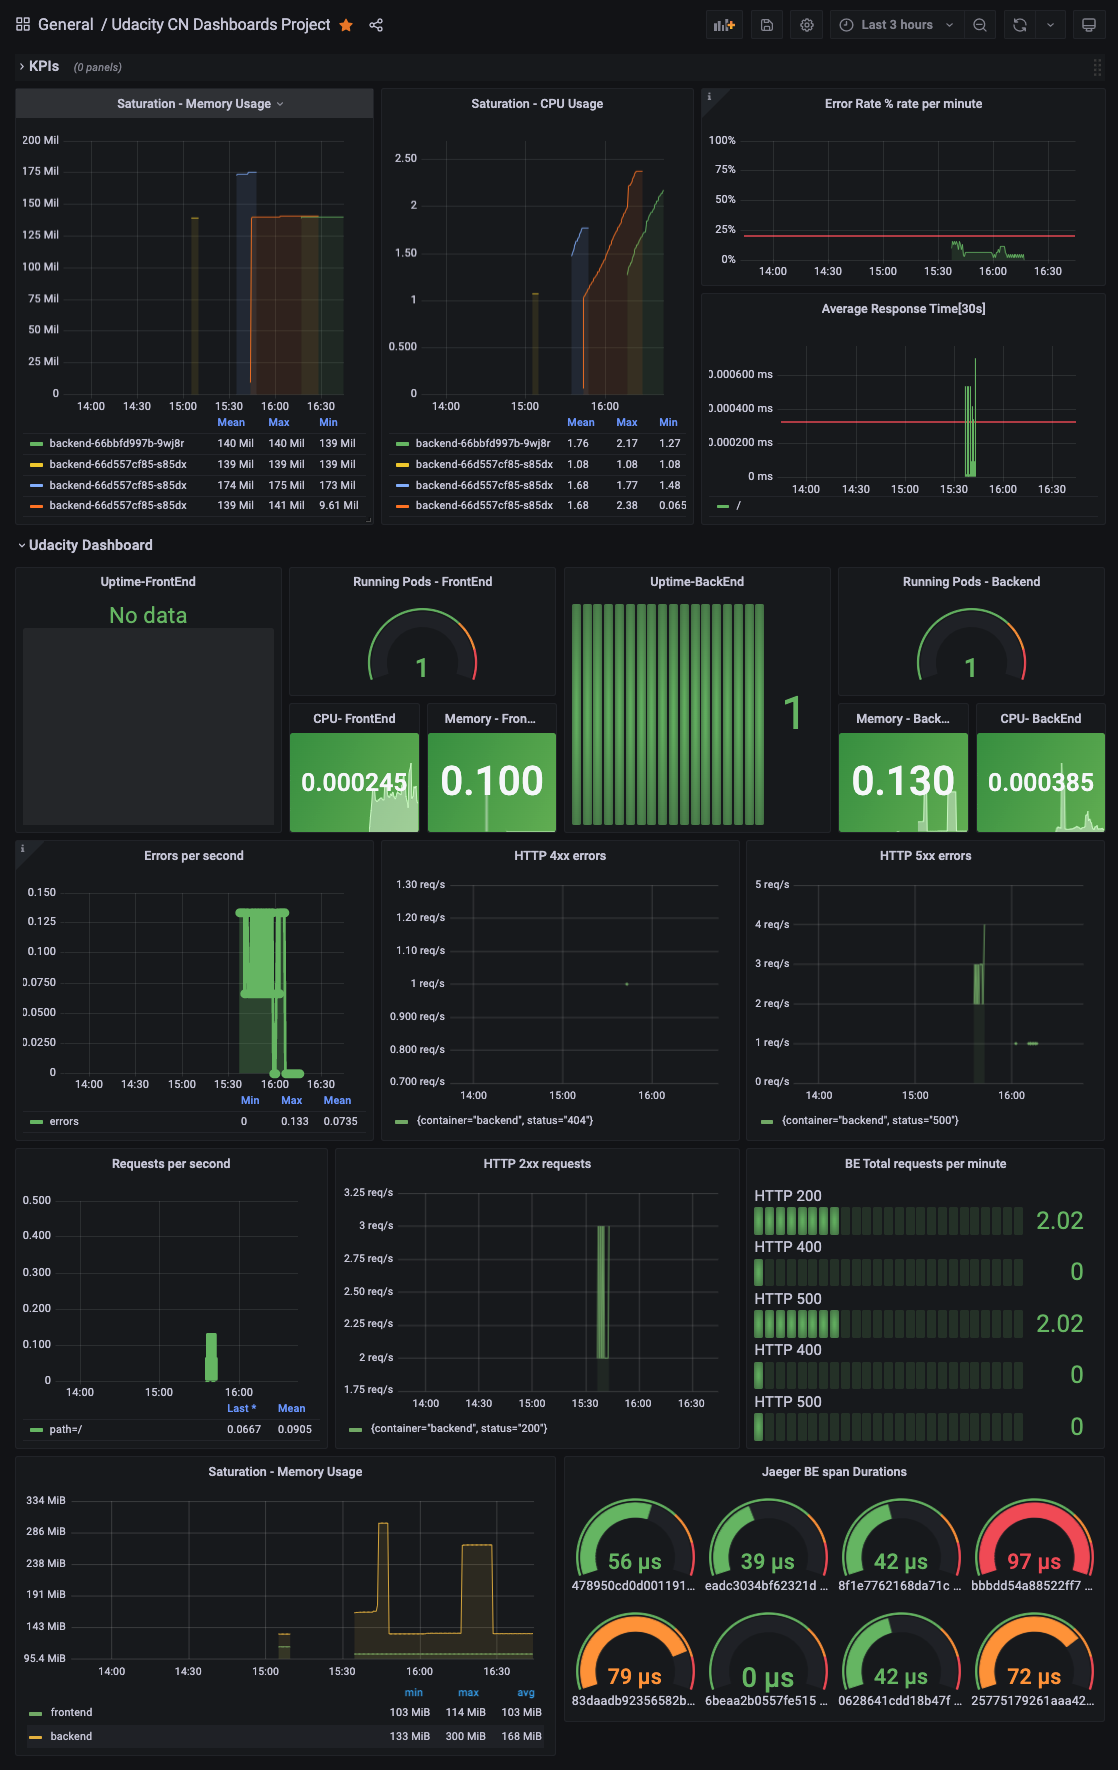 General / Udacity CN Dashboards Project
Last 3 hours
KPIs (0 panels)
Saturation - Memory Usage
200 Mil
175 Mil
150 Mil
125 Mil
100 Mil
75 Mil
50 Mil
25 Mil
0
14:00 14:30 15:00 15:30 16:00 16:30
Mean Max Min
backend-66bbfd997b-9wj8r 140 Mil 140 Mil 139 Mil
backend-66d557cf85-s85dx 139 Mil 139 Mil 139 Mil
backend-66d557cf85-s85dx 174 Mil 175 Mil 173 Mil
backend-66d557cf85-s85dx 139 Mil 141 Mil 9.61 Mil
Saturation - CPU Usage
2.50
2
1.50
1
0.500
0
14:00 15:00 16:00
Mean Max Min
backend-66bbfd997b-9wj8r 1.76 2.17 1.27
backend-66d557cf85-s85dx 1.08 1.08 1.08
backend-66d557cf85-s85dx 1.68 1.77 1.48
backend-66d557cf85-s85dx 1.68 2.38 0.065
Error Rate % rate per minute
100%
75%
50%
25%
0%
14:00 14:30 15:00 15:30 16:00 16:30
Average Response Time[30s]
0.000600 ms
0.000400 ms
0.000200 ms
0 ms
14:00 14:30 15:00 15:30 16:00 16:30
/
Udacity Dashboard
Uptime-FrontEnd
No data
Running Pods - FrontEnd
1
CPU- FrontEnd
0.000245
Memory - Fron...
0.100
Uptime-BackEnd
1
Running Pods - Backend
1
Memory - Back...
0.130
CPU- BackEnd
0.000385
Errors per second
0.150
0.125
0.100
0.0750
0.0500
0.0250
0
14:00 14:30 15:00 15:30 16:00 16:30
Min Max Mean
errors 0 0.133 0.0735
HTTP 4xx errors
1.30 req/s
1.20 req/s
1.10 req/s
1 req/s
0.900 req/s
0.800 req/s
0.700 req/s
14:00 15:00 16:00
{container="backend", status="404"}
HTTP 5xx errors
5 req/s
4 req/s
3 req/s
2 req/s
1 req/s
0 req/s
14:00 15:00 16:00
{container="backend", status="500"}
Requests per second
0.500
0.400
0.300
0.200
0.100
0
14:00 15:00 16:00
Last * Mean
path=/ 0.0667 0.0905
HTTP 2xx requests
3.25 req/s
3 req/s
2.75 req/s
2.50 req/s
2.25 req/s
2 req/s
1.75 req/s
14:00 14:30 15:00 15:30 16:00 16:30
{container="backend", status="200"}
BE Total requests per minute
HTTP 200
2.02
HTTP 400
0
HTTP 500
2.02
HTTP 400
0
HTTP 500
0
Saturation - Memory Usage
334 MiB
286 MiB
238 MiB
191 MiB
143 MiB
95.4 MiB
14:00 14:30 15:00 15:30 16:00 16:30
min max avg
frontend 103 MiB 114 MiB 103 MiB
backend 133 MiB 300 MiB 168 MiB
Jaeger BE span Durations
56 µs 39 µs 42 µs 97 µs
478950cd0d001191... eadc3034bf62321d ... 8f1e7762168da71c ... bbbdd54a88522ff7 ...
79 µs 0 µs 42 µs 72 µs
83daadb92356582b... 6beaa2b0557fe515 ... 0628641cdd18b47f ... 25775179261aaa42...